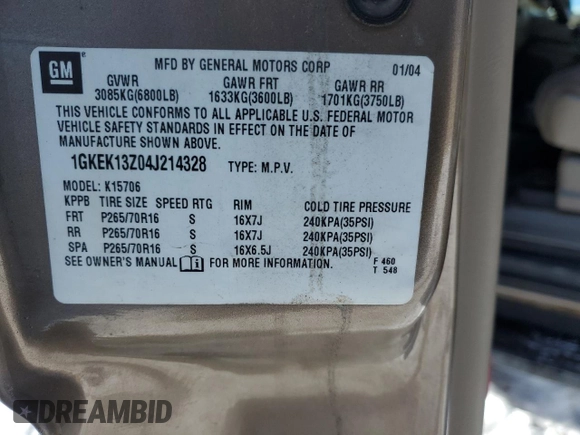 GM
MFD BY GENERAL MOTORS CORP 01/04
GVWR GAWR FRT GAWR RR
3085KG(6800LB) 1633KG(3600LB) 1701KG(3750LB)
THIS VEHICLE CONFORMS TO ALL APPLICABLE U.S. FEDERAL MOTOR
VEHICLE SAFETY STANDARDS IN EFFECT ON THE DATE OF
MANUFACTURE SHOWN ABOVE.
1GKEK13Z04J214328 TYPE: M.P.V.
MODEL: K15706
KPPB TIRE SIZE SPEED RTG RIM COLD TIRE PRESSURE
FRT P265/70R16 S 16X7J 240KPA(35PSI)
RR P265/70R16 S 16X7J 240KPA(35PSI)
SPA P265/70R16 S 16X6.5J 240KPA(35PSI)
SEE OWNER'S MANUAL FOR MORE INFORMATION. F 460
T 548
DREAMBID